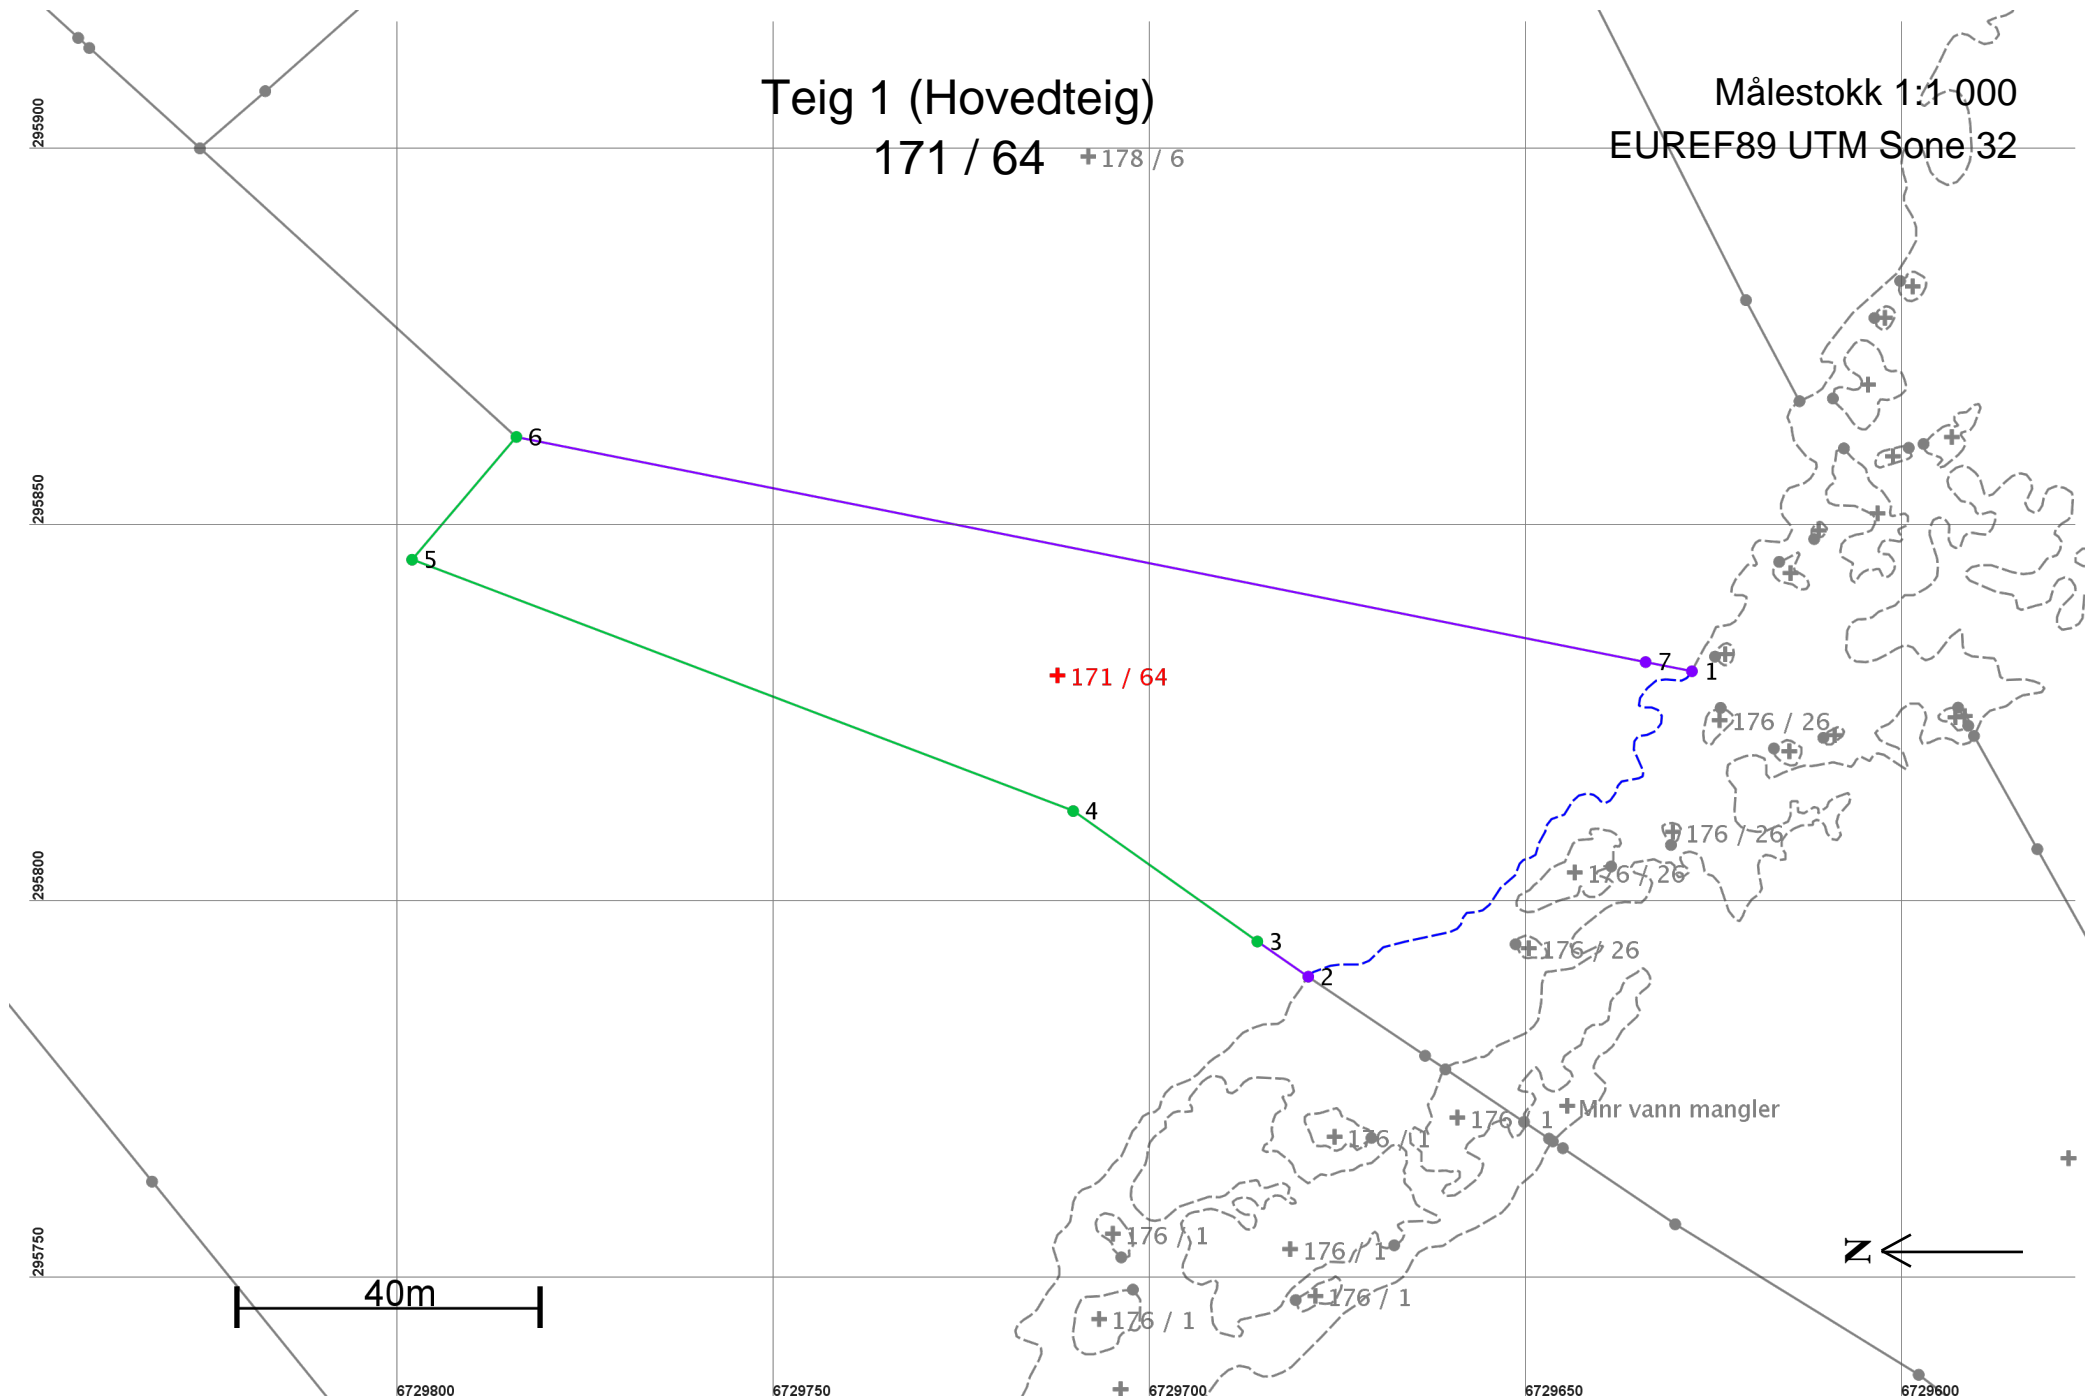 Teig 1 (Hovedteig)
171 / 64
Målestokk 1:1 000
EUREF89 UTM Sone 32
295900
178 / 6
6
295850
5
7
1
171 / 64
176 / 26
4
176 / 26
176 / 26
295800
3
176 / 26
2
Mnr vann mangler
176 / 1
176 / 1
176 / 1
176 / 1
295750
N
40m
176 / 1
176 / 1
6729800
6729750
6729700
6729650
6729600